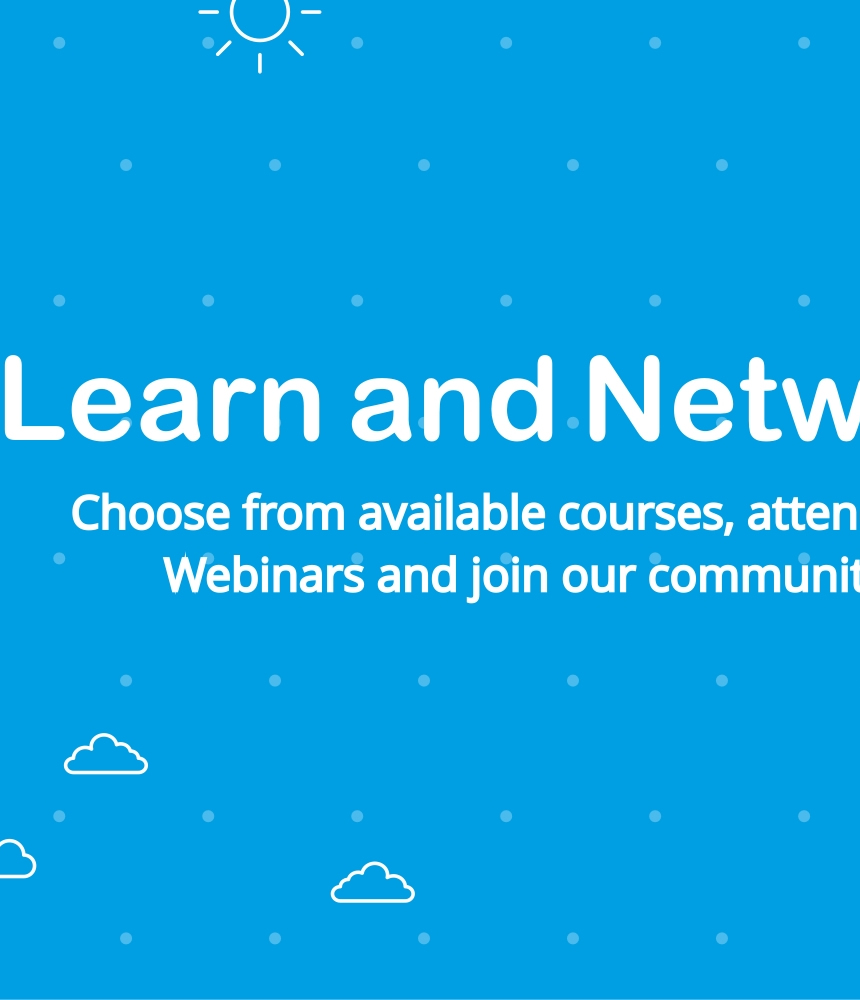 Learn and Netw
Choose from available courses, atten
Webinars and join our communit